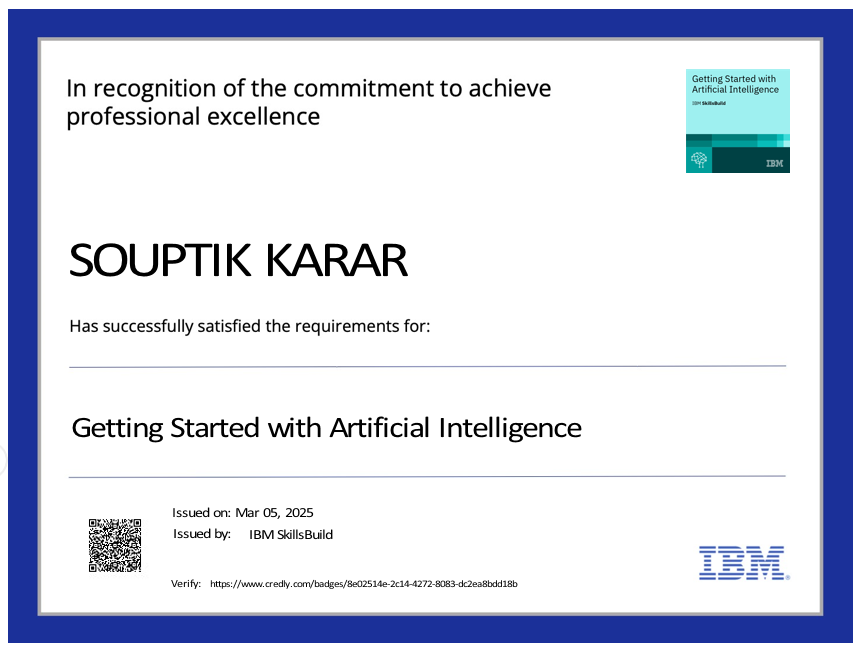 In recognition of the commitment to achieve
professional excellence
Getting Started with
Artificial Intelligence
IBM SkillsBuild
IBM
SOUPTIK KARAR
Has successfully satisfied the requirements for:
Getting Started with Artificial Intelligence
Issued on: Mar 05, 2025
Issued by: IBM SkillsBuild
Verify: https://www.credly.com/badges/8e02514e-2c14-4272-8083-dc2ea8bdd18b
IBM®